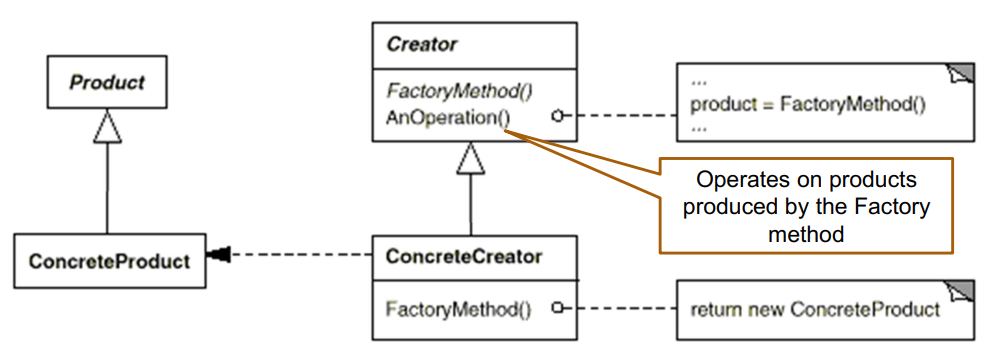 Creator
Product
FactoryMethod()
AnOperation()
...
product = FactoryMethod()
...
Operates on products
produced by the Factory
method
ConcreteProduct
ConcreteCreator
FactoryMethod()
return new ConcreteProduct